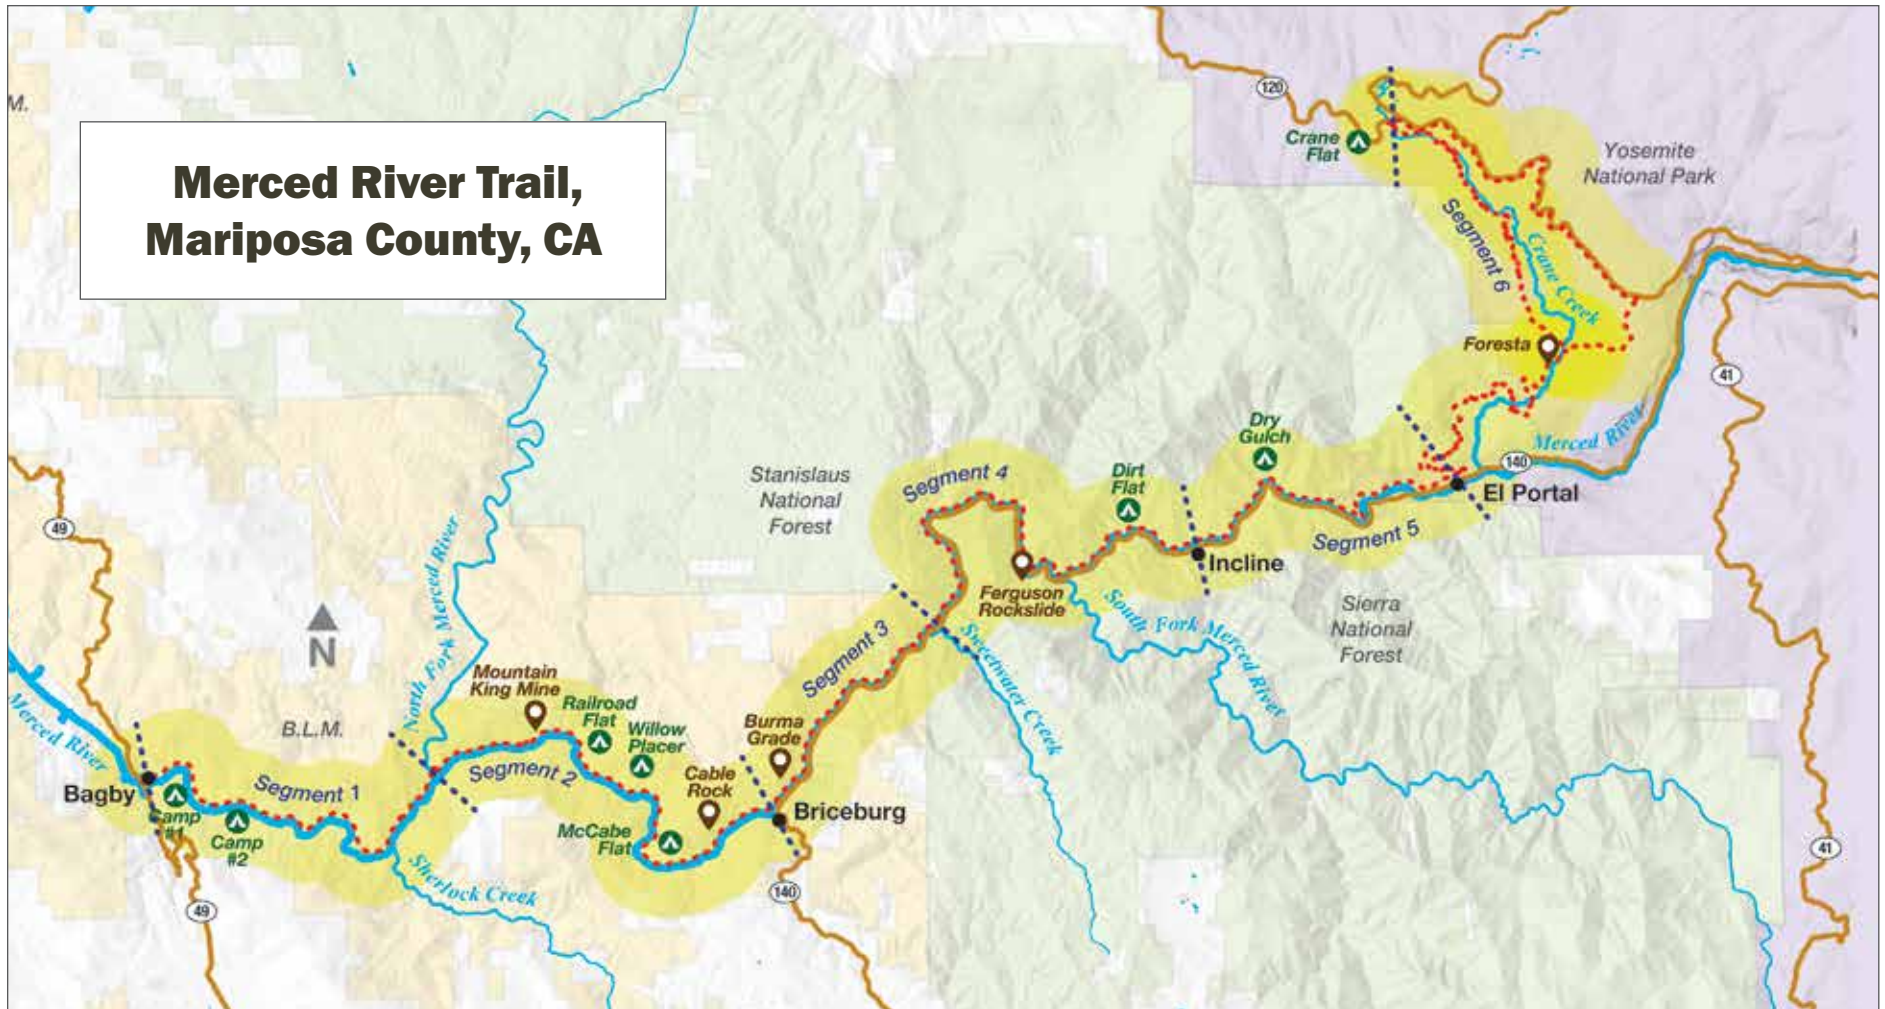 M.
Merced River Trail,
Mariposa County, CA
120
Crane
Flat
Yosemite
National Park
Segment 6
Crane Creek
Foresta
41
Merced River
140
El Portal
Dry
Gulch
Segment 5
Dirt
Flat
Incline
Segment 4
Stanislaus
National
Forest
Ferguson
Rockslide
South Fork Merced River
Sierra
National
Forest
49
North Fork Merced River
N
Sweetwater Creek
Segment 3
Mountain
King Mine
Railroad
Flat
Willow
Placer
Burma
Grade
Merced River
B.L.M.
Segment 2
Cable
Rock
Bagby
Segment 1
Briceburg
Camp
#1
Camp
#2
McCabe
Flat
Sherlock Creek
140
49
41